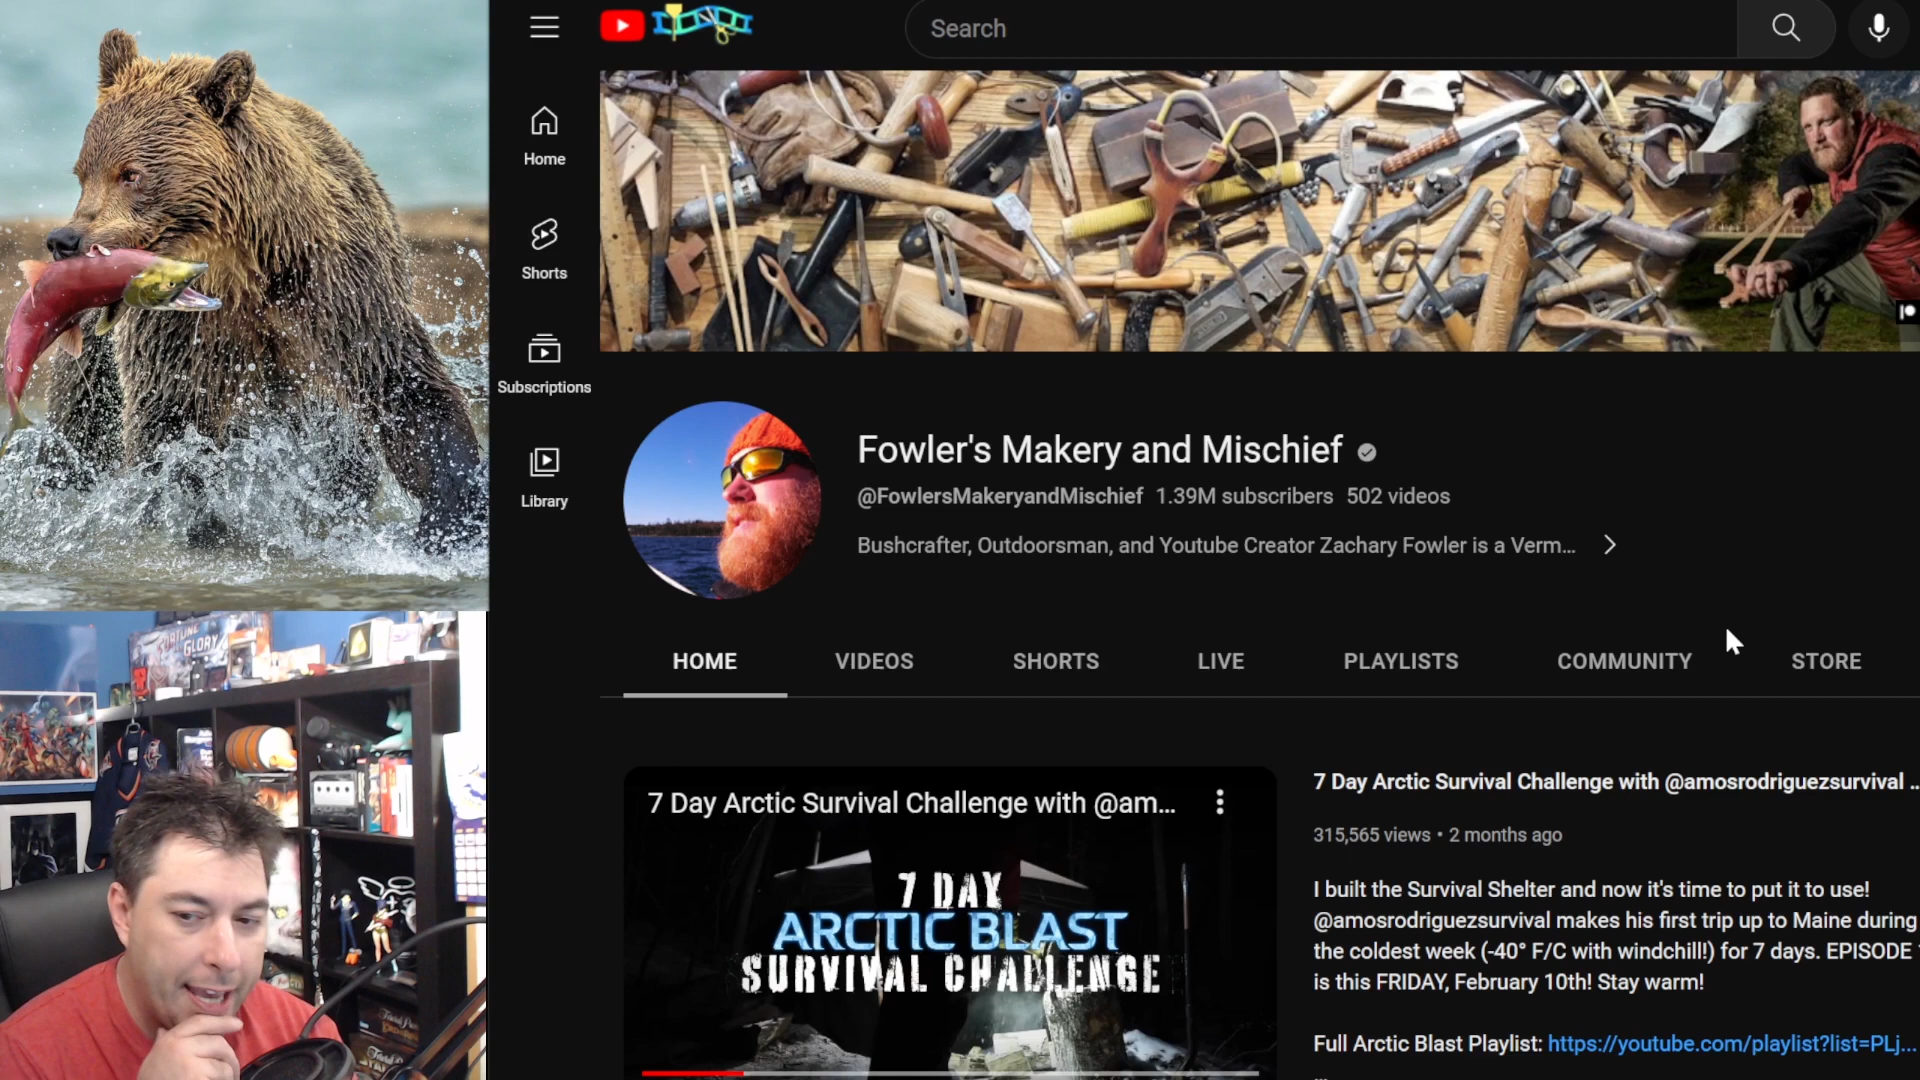 Search
Home
Shorts
Subscriptions
Library
Fowler's Makery and Mischief
@FowlersMakeryandMischief 1.39M subscribers 502 videos
Bushcrafter, Outdoorsman, and Youtube Creator Zachary Fowler is a Verm...
HOME VIDEOS SHORTS LIVE PLAYLISTS COMMUNITY STORE
7 Day Arctic Survival Challenge with @am...
7 DAY
ARCTIC BLAST
SURVIVAL CHALLENGE
7 Day Arctic Survival Challenge with @amosrodriguezsurvival ..
315,565 views • 2 months ago
I built the Survival Shelter and now it's time to put it to use!
@amosrodriguezsurvival makes his first trip up to Maine during
the coldest week (-40° F/C with windchill!) for 7 days. EPISODE
is this FRIDAY, February 10th! Stay warm!
Full Arctic Blast Playlist: https://youtube.com/playlist?list=PLj...
...
FORTUNE
GLORY